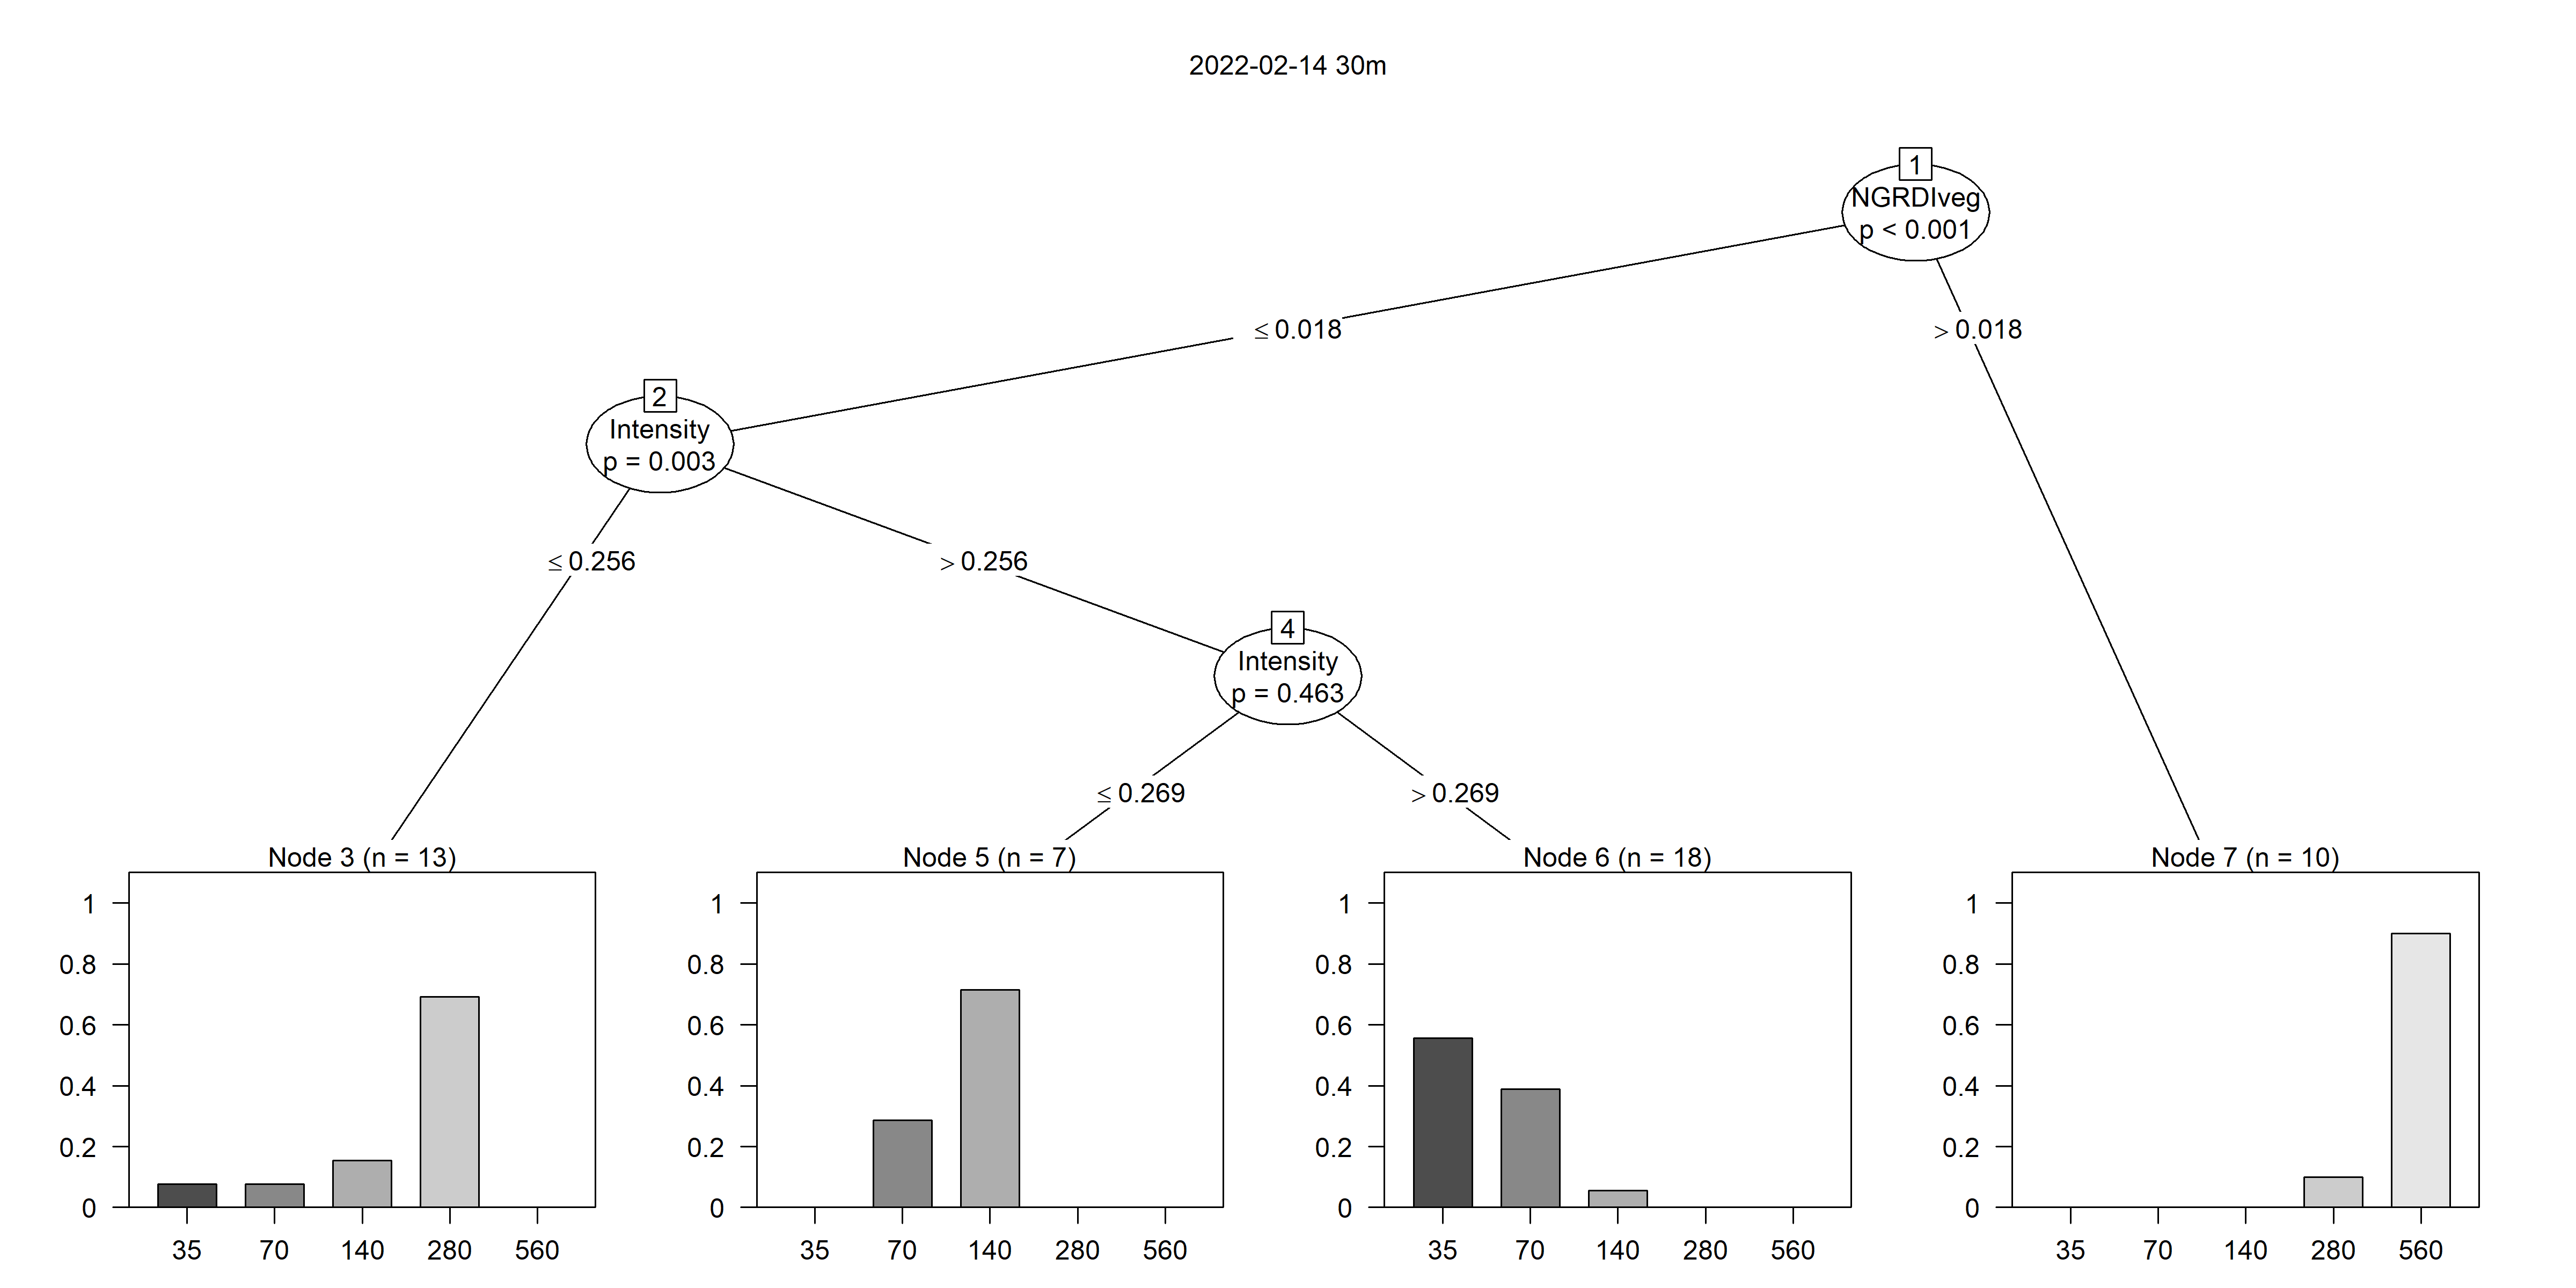 2022-02-14 30m
1
NGRDIveg
p < 0.001
≤ 0.018
> 0.018
2
Intensity
p = 0.003
≤ 0.256
> 0.256
4
Intensity
p = 0.463
≤ 0.269
> 0.269
Node 3 (n = 13)
1
0.8
0.6
0.4
0.2
0
35 70 140 280 560
Node 5 (n = 7)
1
0.8
0.6
0.4
0.2
0
35 70 140 280 560
Node 6 (n = 18)
1
0.8
0.6
0.4
0.2
0
35 70 140 280 560
Node 7 (n = 10)
1
0.8
0.6
0.4
0.2
0
35 70 140 280 560